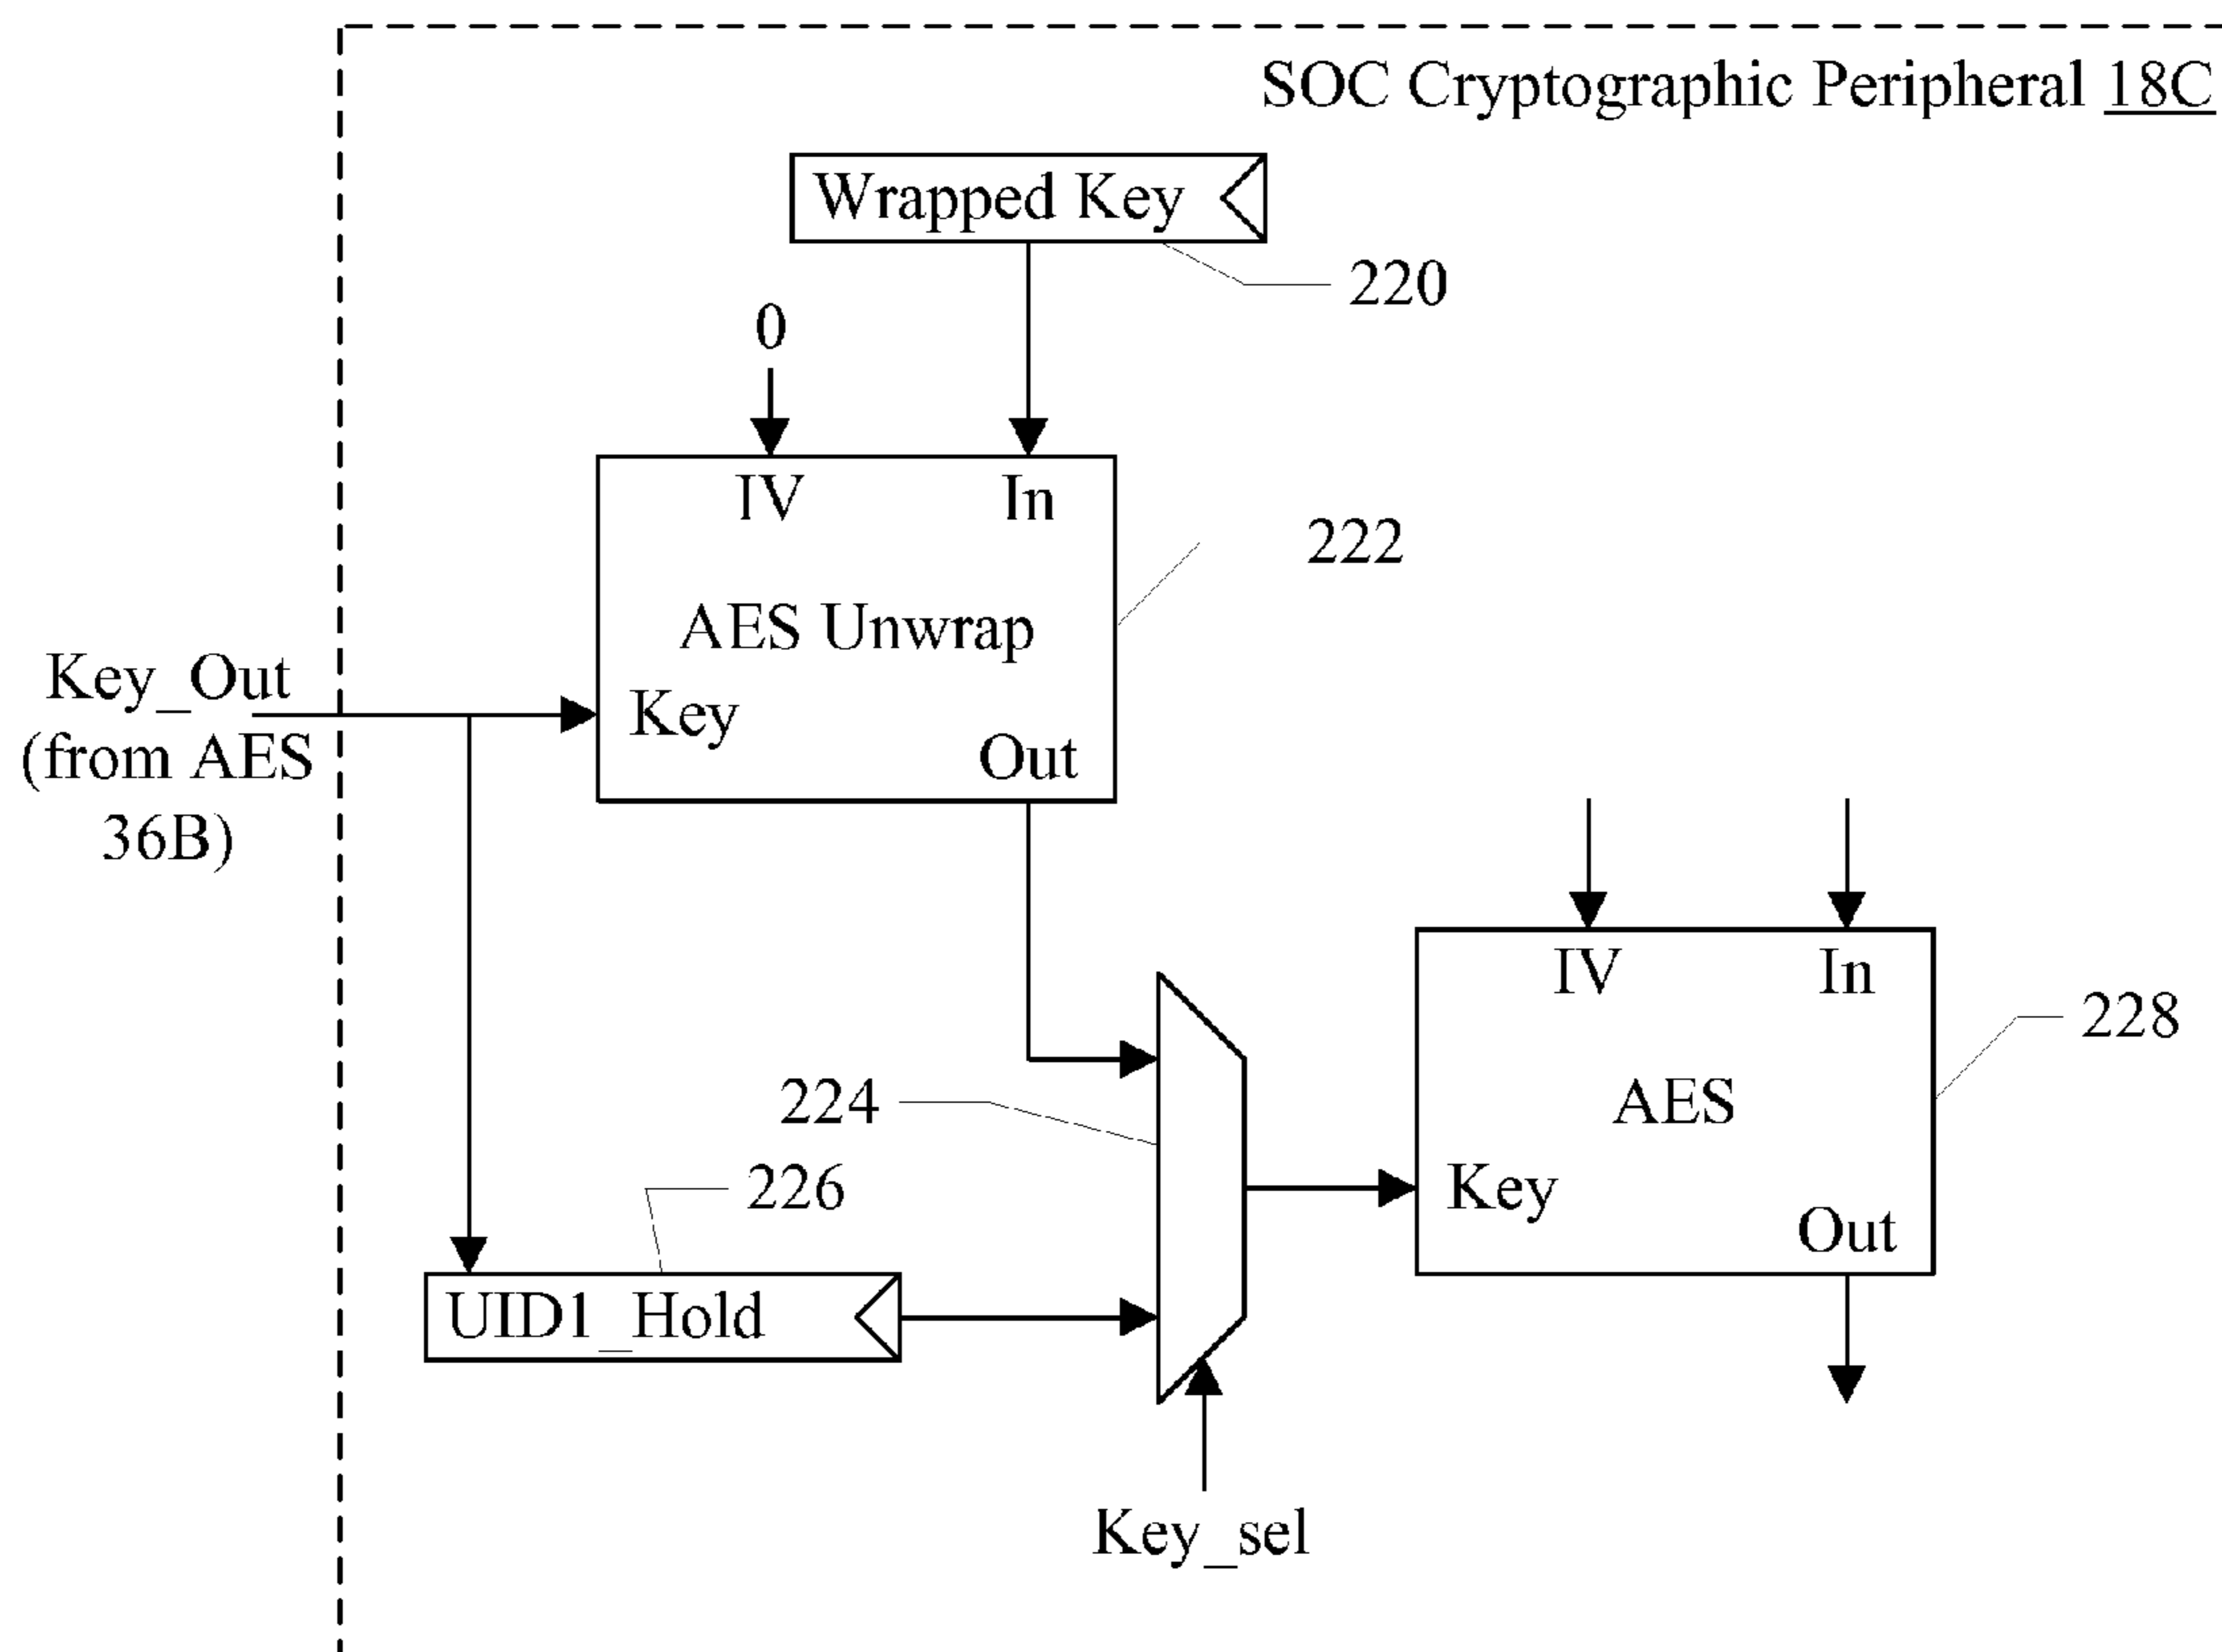 SOC Cryptographic Peripheral 18C
Wrapped Key
220
0
IV In
222
AES Unwrap
Key_Out
(from AES
36B)
Key
Out
IV In
228
224
AES
226
Key
Out
UID1_Hold
Key_sel